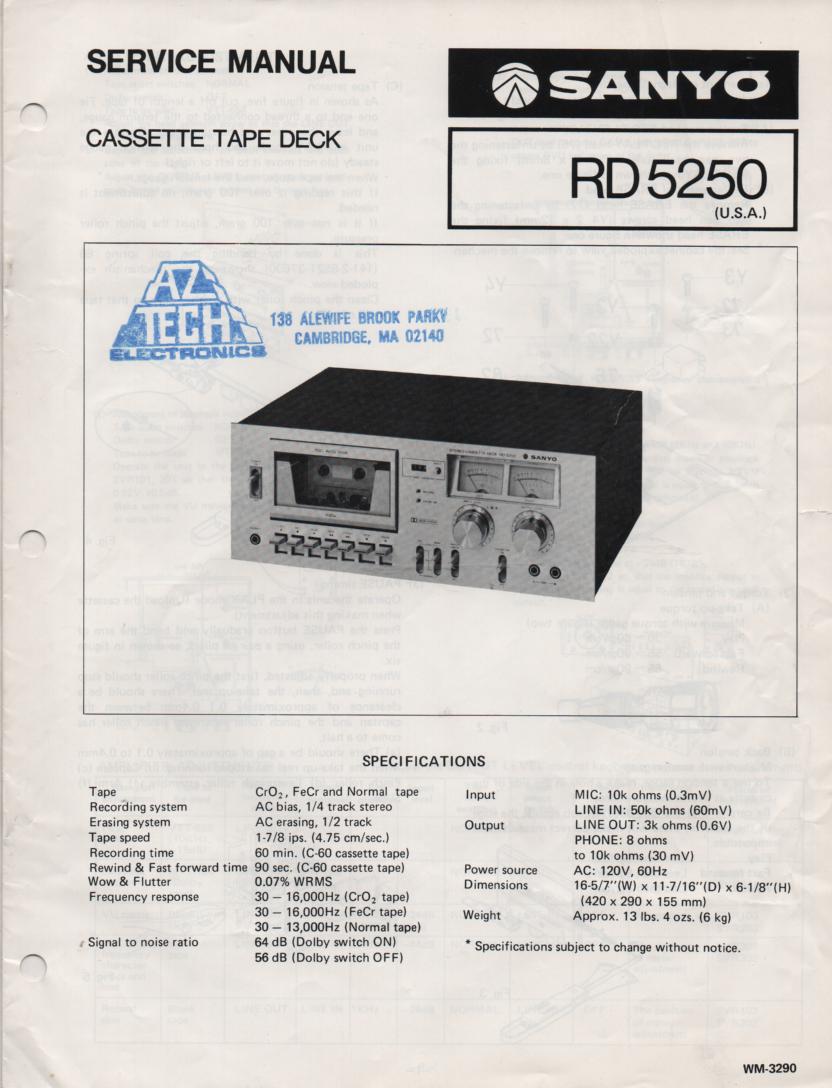 SERVICE MANUAL
CASSETTE TAPE DECK
SANYO
RD 5250
(U.S.A.)
AZ
TECH
ELECTRONICS
138 ALEWIFE BROOK PARKV
CAMBRIDGE, MA 02140
SANYO
SPECIFICATIONS
Tape CrO₂, FeCr and Normal tape
Recording system AC bias, 1/4 track stereo
Erasing system AC erasing, 1/2 track
Tape speed 1-7/8 ips. (4.75 cm/sec.)
Recording time 60 min. (C-60 cassette tape)
Rewind & Fast forward time 90 sec. (C-60 cassette tape)
Wow & Flutter 0.07% WRMS
Frequency response 30 – 16,000Hz (CrO₂ tape)
30 – 16,000Hz (FeCr tape)
30 – 13,000Hz (Normal tape)
Signal to noise ratio 64 dB (Dolby switch ON)
56 dB (Dolby switch OFF)
Input MIC: 10k ohms (0.3mV)
LINE IN: 50k ohms (60mV)
Output LINE OUT: 3k ohms (0.6V)
PHONE: 8 ohms
to 10k ohms (30 mV)
Power source AC: 120V, 60Hz
Dimensions 16-5/7″(W) x 11-7/16″(D) x 6-1/8″(H)
(420 x 290 x 155 mm)
Weight Approx. 13 lbs. 4 ozs. (6 kg)
* Specifications subject to change without notice.
WM-3290